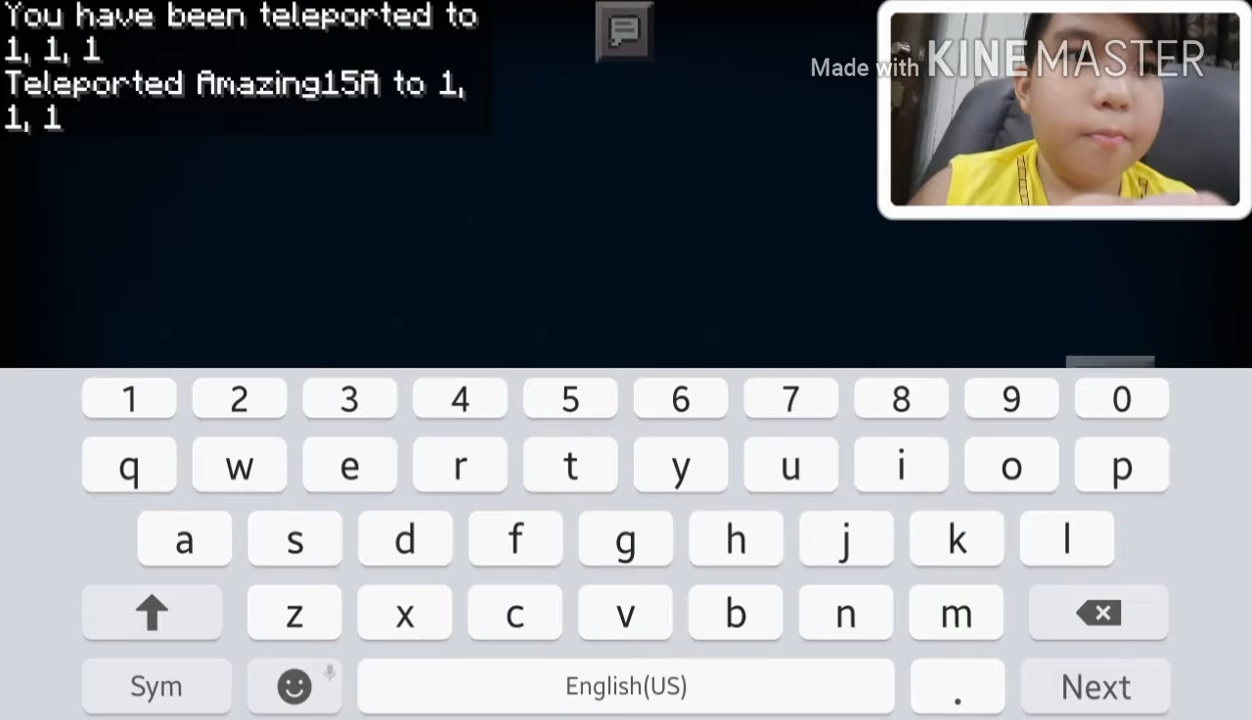 You have been teleported to
1, 1, 1
Teleported Amazing15A to 1,
1, 1
Made with KINEMASTER
1 2 3 4 5 6 7 8 9 0
q w e r t y u i o p
a s d f g h j k l
z x c v b n m
Sym English(US) . Next